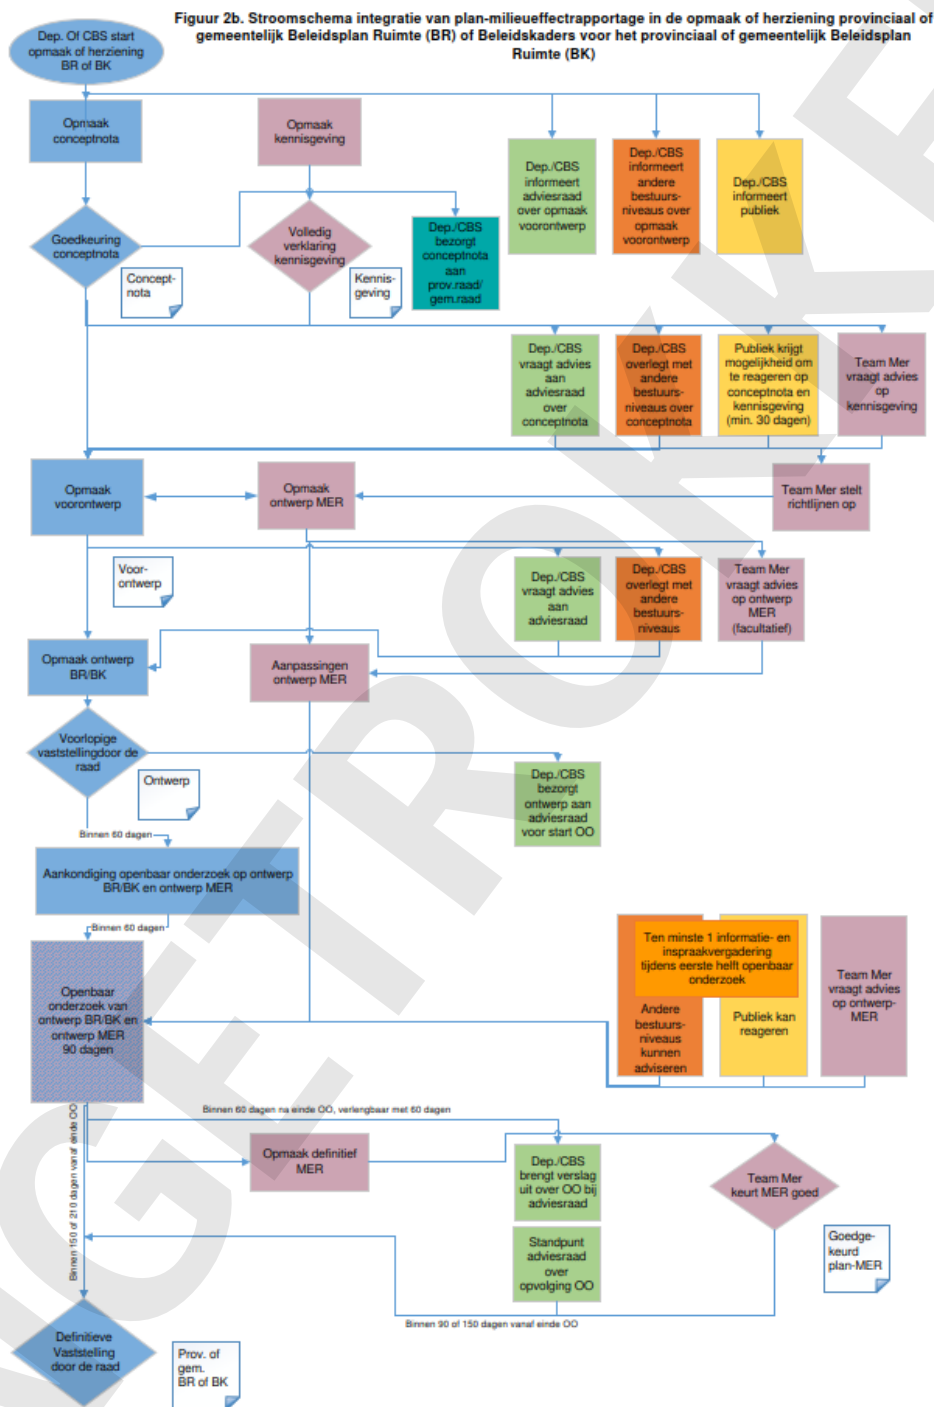 Figuur 2b. Stroomschema integratie van plan-milieueffectrapportage in de opmaak of herziening provinciaal of
gemeentelijk Beleidsplan Ruimte (BR) of Beleidskaders voor het provinciaal of gemeentelijk Beleidsplan
Ruimte (BK)
Dep. Of CBS start
opmaak of herziening
BR of BK
Opmaak
conceptnota
Opmaak
kennisgeving
Dep./CBS
informeert
adviesraad
over opmaak
voorontwerp
Dep./CBS
informeert
andere
bestuurs-
niveaus over
opmaak
voorontwerp
Dep./CBS
informeert
publiek
Goedkeuring
conceptnota
Volledig
verklaring
kennisgeving
Dep./CBS
bezorgt
conceptnota
aan
prov.raad/
gem.raad
Concept-
nota
Kennis-
geving
Dep./CBS
vraagt advies
aan
adviesraad
over
conceptnota
Dep./CBS
overlegt met
andere
bestuurs-
niveaus over
conceptnota
Publiek krijgt
mogelijkheid om
te reageren op
conceptnota en
kennisgeving
(min. 30 dagen)
Team Mer
vraagt advies
op
kennisgeving
Opmaak
voorontwerp
Opmaak
ontwerp MER
Team Mer stelt
richtlijnen op
Voor-
ontwerp
Dep./CBS
vraagt advies
aan
adviesraad
Dep./CBS
overlegt met
andere
bestuurs-
niveaus
Team Mer
vraagt advies
op ontwerp
MER
(facultatief)
Opmaak ontwerp
BR/BK
Aanpassingen
ontwerp MER
Voorlopige
vaststellingdoor de
raad
Ontwerp
Dep./CBS
bezorgt
ontwerp aan
adviesraad
voor start OO
Binnen 60 dagen
Aankondiging openbaar onderzoek op ontwerp
BR/BK en ontwerp MER
Binnen 60 dagen
Openbaar
onderzoek van
ontwerp BR/BK en
ontwerp MER
90 dagen
Ten minste 1 informatie- en
inspraakvergadering
tijdens eerste helft openbaar
onderzoek
Andere
bestuurs-
niveaus
kunnen
adviseren
Publiek kan
reageren
Team Mer
vraagt advies
op ontwerp-
MER
Binnen 60 dagen na einde OO, verlengbaar met 60 dagen
Binnen 150 of 210 dagen vanaf einde OO
Opmaak definitief
MER
Dep./CBS
brengt verslag
uit over OO bij
adviesraad
Team Mer
keurt MER goed
Standpunt
adviesraad
over
opvolging OO
Goedge-
keurd
plan-MER
Binnen 90 of 150 dagen vanaf einde OO
Definitieve
Vaststelling
door de raad
Prov. of
gem.
BR of BK